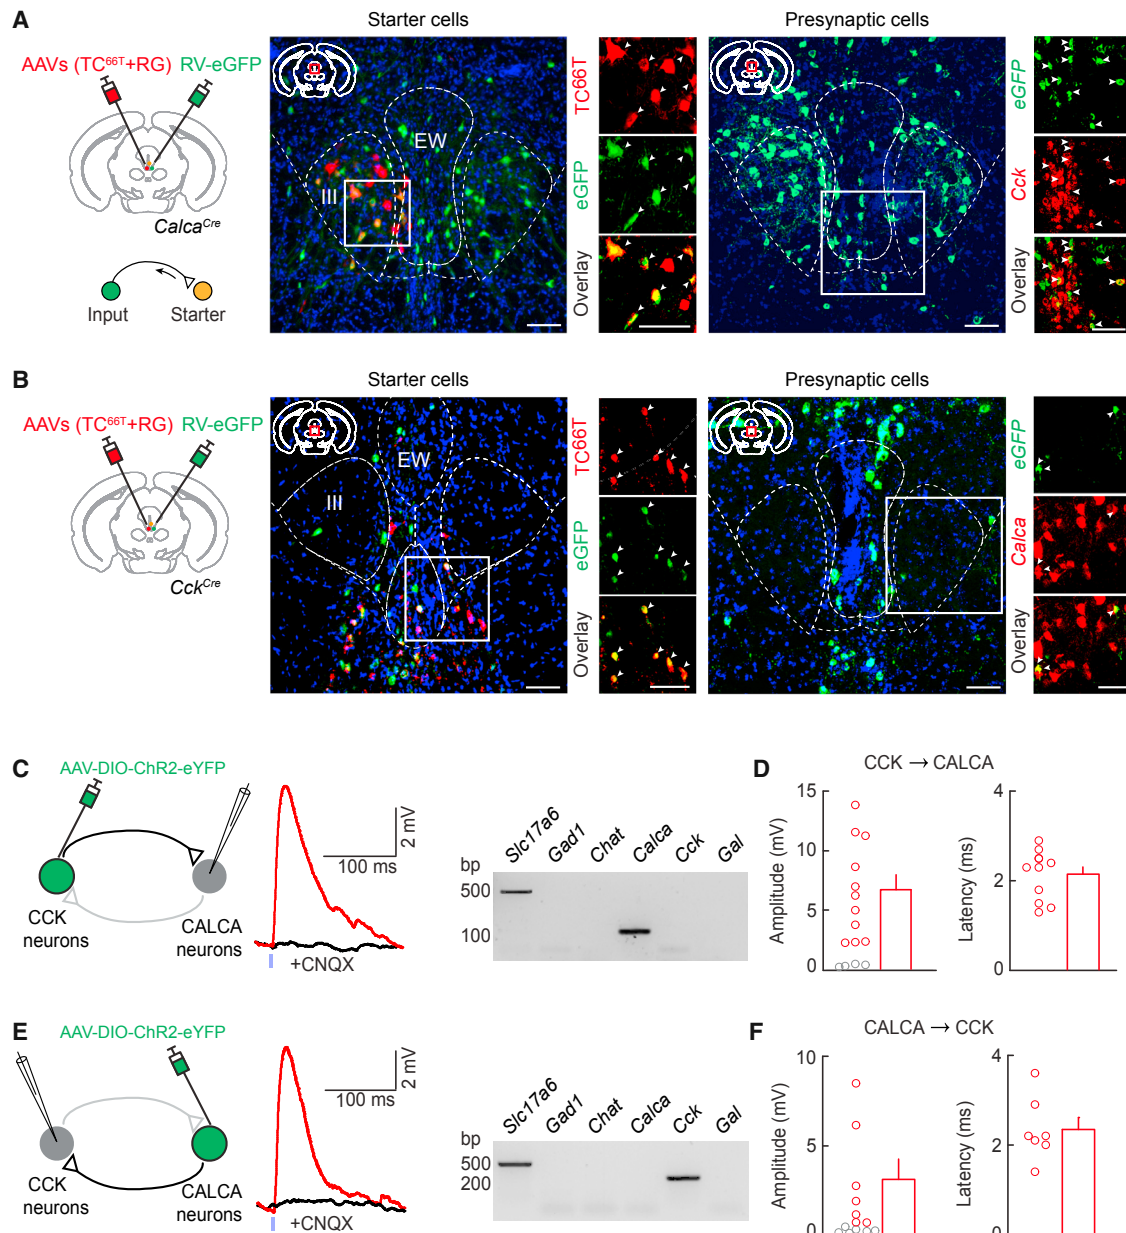 A
Starter cells
Presynaptic cells
AAVs (TC66T+RG) RV-eGFP
CalcaCre
Input
Starter
EW
III
TC66T
eGFP
Overlay
eGFP
Cck
Overlay
B
Starter cells
Presynaptic cells
AAVs (TC66T+RG) RV-eGFP
CckCre
EW
III
TC66T
eGFP
Overlay
eGFP
Calca
Overlay
C
AAV-DIO-ChR2-eYFP
CCK
neurons
CALCA
neurons
2 mV
100 ms
+CNQX
Slc17a6
Gad1
Chat
Calca
Cck
Gal
bp
500
100
D
CCK → CALCA
Amplitude (mV)
15
10
5
0
Latency (ms)
4
2
0
E
AAV-DIO-ChR2-eYFP
CCK
neurons
CALCA
neurons
2 mV
100 ms
+CNQX
Slc17a6
Gad1
Chat
Calca
Cck
Gal
bp
500
200
F
CALCA → CCK
Amplitude (mV)
10
5
0
Latency (ms)
4
2
0